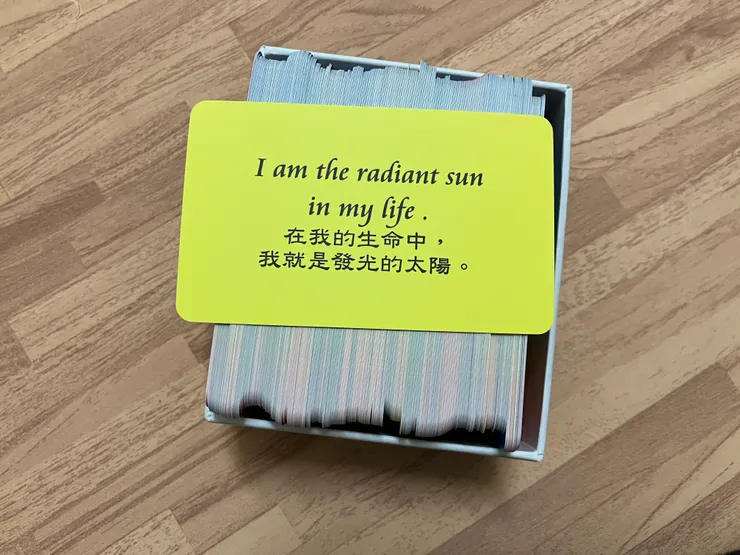 I am the radiant sun
in my life .
在我的生命中，
我就是發光的太陽。